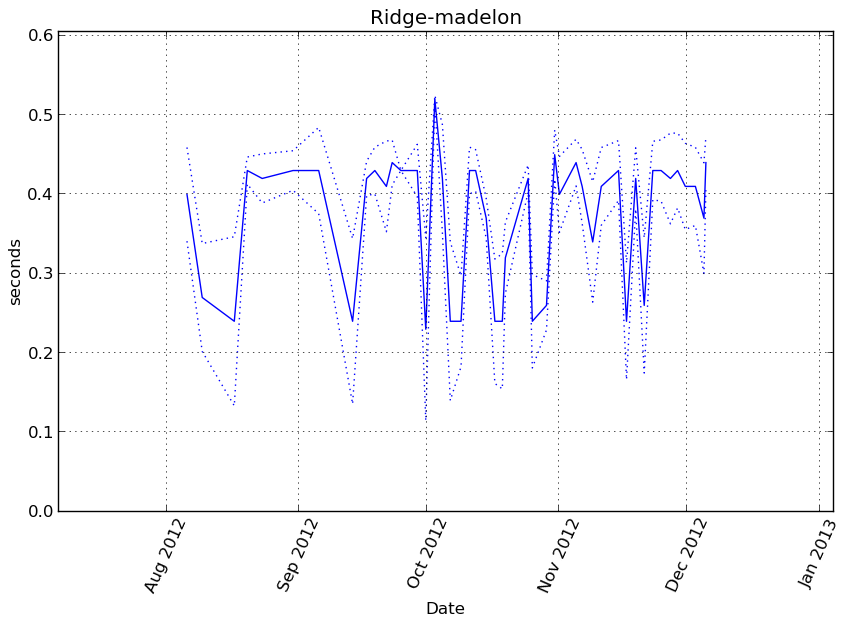 Ridge-madelon
0.6
0.5
0.4
0.3
0.2
0.1
0.0
seconds
Aug 2012
Sep 2012
Oct 2012
Nov 2012
Dec 2012
Jan 2013
Date